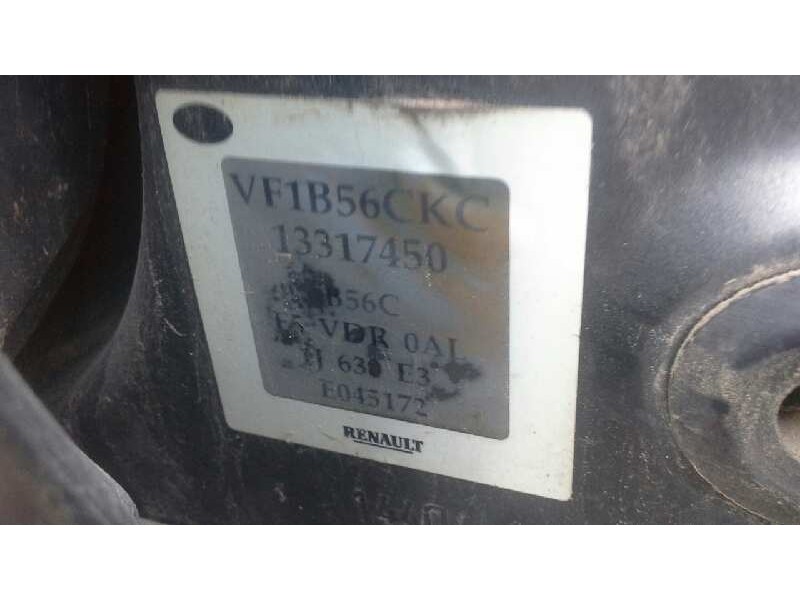 VF1B56CKC
13317450
B56C
VDR 0AL
E3
E045172
RENAULT